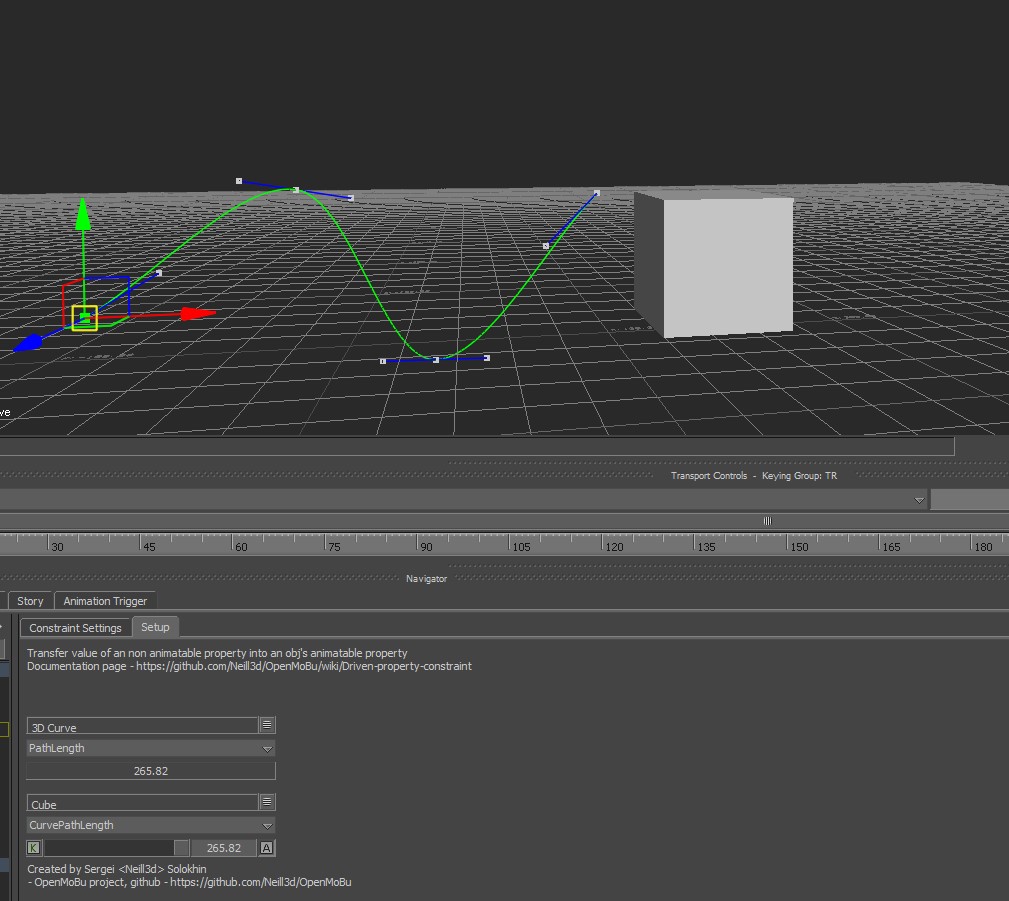 ve
Transport Controls - Keying Group: TR
30 45 60 75 90 105 120 135 150 165 180
Navigator
Story Animation Trigger
Constraint Settings Setup
Transfer value of an non animatable property into an obj's animatable property
Documentation page - https://github.com/Neill3d/OpenMoBu/wiki/Driven-property-constraint
3D Curve
PathLength
265.82
Cube
CurvePathLength
K 265.82 A
Created by Sergei <Neill3d> Solokhin
- OpenMoBu project, github - https://github.com/Neill3d/OpenMoBu